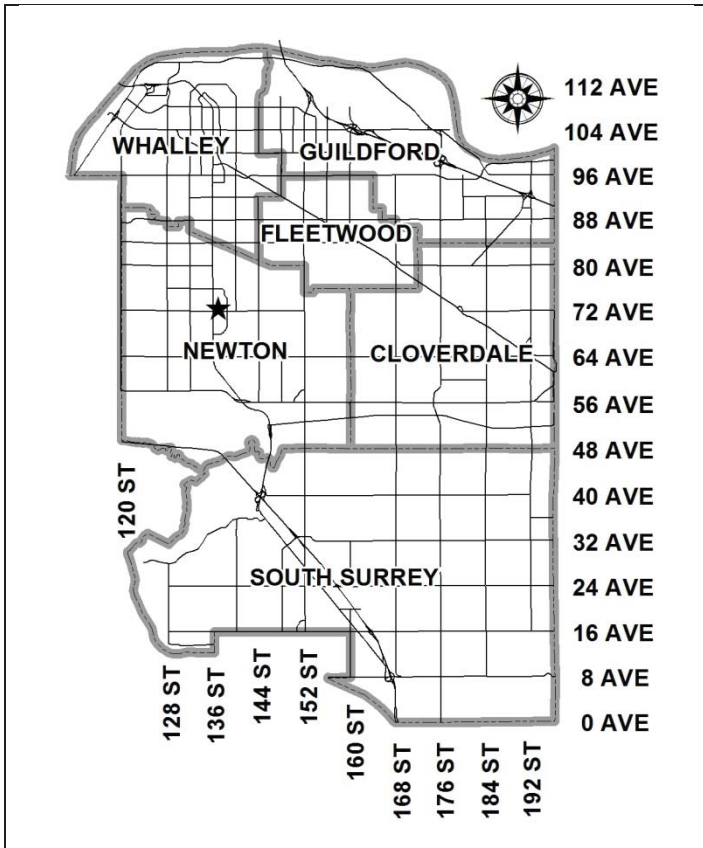 112 AVE
104 AVE
WHALLEY
GUILDFORD
96 AVE
88 AVE
FLEETWOOD
80 AVE
72 AVE
NEWTON
CLOVERDALE
64 AVE
56 AVE
48 AVE
120 ST
40 AVE
32 AVE
SOUTH SURREY
24 AVE
16 AVE
128 ST
136 ST
144 ST
152 ST
8 AVE
160 ST
0 AVE
168 ST
176 ST
184 ST
192 ST